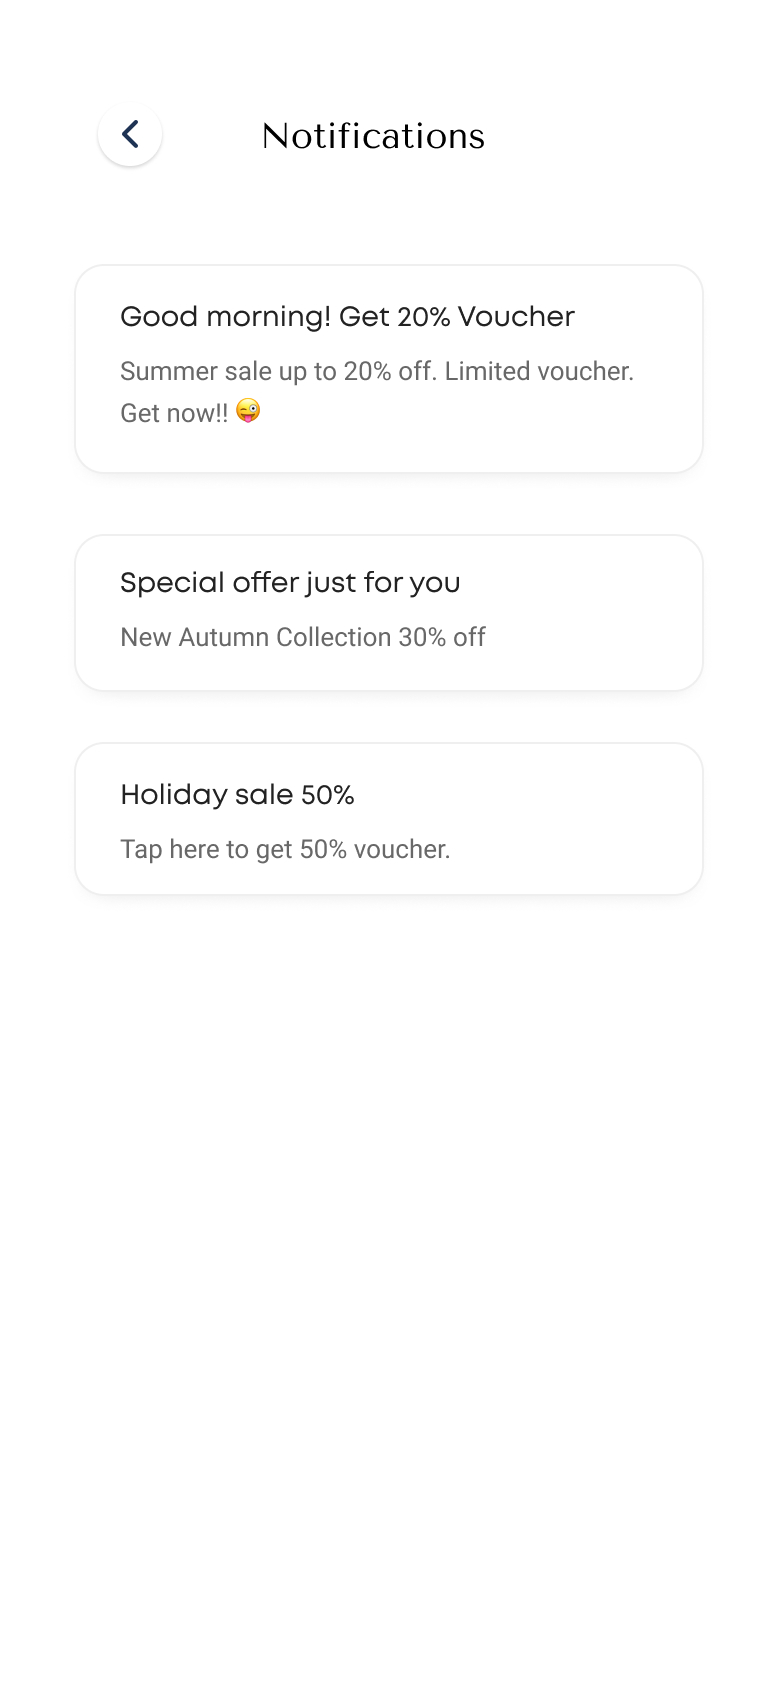 Notifications
Good morning! Get 20% Voucher
Summer sale up to 20% off. Limited voucher.
Get now!! 😜
Special offer just for you
New Autumn Collection 30% off
Holiday sale 50%
Tap here to get 50% voucher.